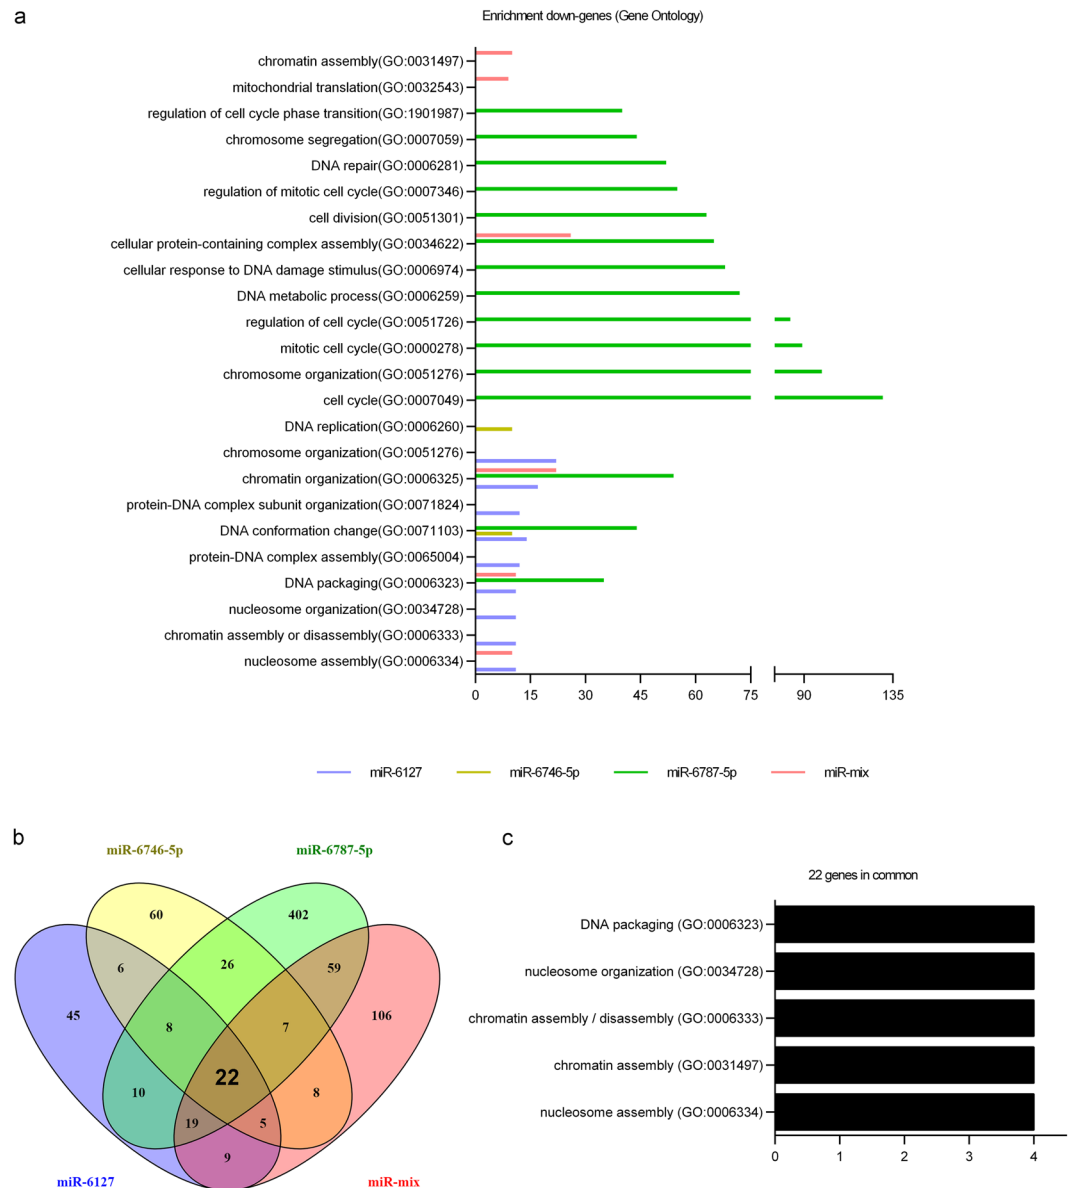 a
Enrichment down-genes (Gene Ontology)
chromatin assembly(GO:0031497)
mitochondrial translation(GO:0032543)
regulation of cell cycle phase transition(GO:1901987)
chromosome segregation(GO:0007059)
DNA repair(GO:0006281)
regulation of mitotic cell cycle(GO:0007346)
cell division(GO:0051301)
cellular protein-containing complex assembly(GO:0034622)
cellular response to DNA damage stimulus(GO:0006974)
DNA metabolic process(GO:0006259)
regulation of cell cycle(GO:0051726)
mitotic cell cycle(GO:0000278)
chromosome organization(GO:0051276)
cell cycle(GO:0007049)
DNA replication(GO:0006260)
chromosome organization(GO:0051276)
chromatin organization(GO:0006325)
protein-DNA complex subunit organization(GO:0071824)
DNA conformation change(GO:0071103)
protein-DNA complex assembly(GO:0065004)
DNA packaging(GO:0006323)
nucleosome organization(GO:0034728)
chromatin assembly or disassembly(GO:0006333)
nucleosome assembly(GO:0006334)
0 15 30 45 60 75 90 135
miR-6127 miR-6746-5p miR-6787-5p miR-mix
b
miR-6746-5p miR-6787-5p
60 402
6 26 59
45 8 7 106
22
10 8
19 5
9
miR-6127 miR-mix
c
22 genes in common
DNA packaging (GO:0006323)
nucleosome organization (GO:0034728)
chromatin assembly / disassembly (GO:0006333)
chromatin assembly (GO:0031497)
nucleosome assembly (GO:0006334)
0 1 2 3 4